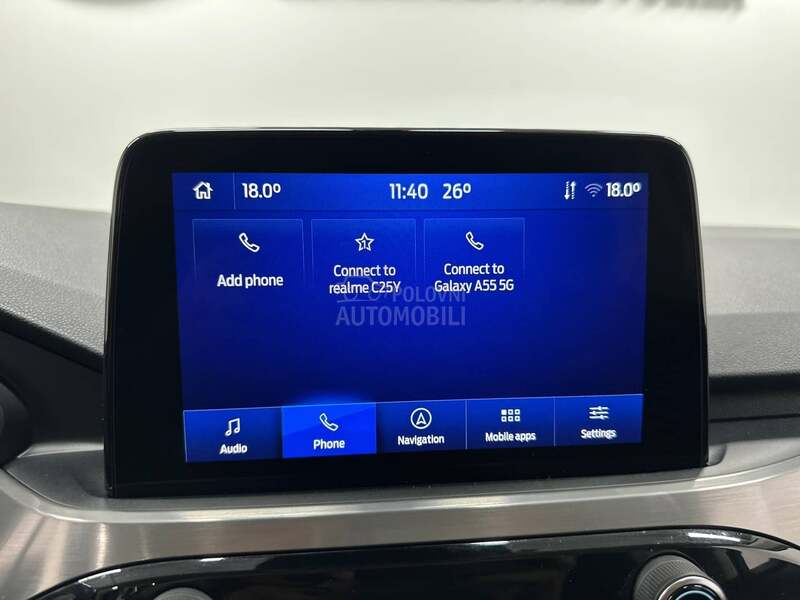 18.0° 11:40 26° 18.0°
Add phone
Connect to
realme C25Y
Connect to
Galaxy A55 5G
POLOVNI
AUTOMOBILI
Audio Phone Navigation Mobile apps Settings